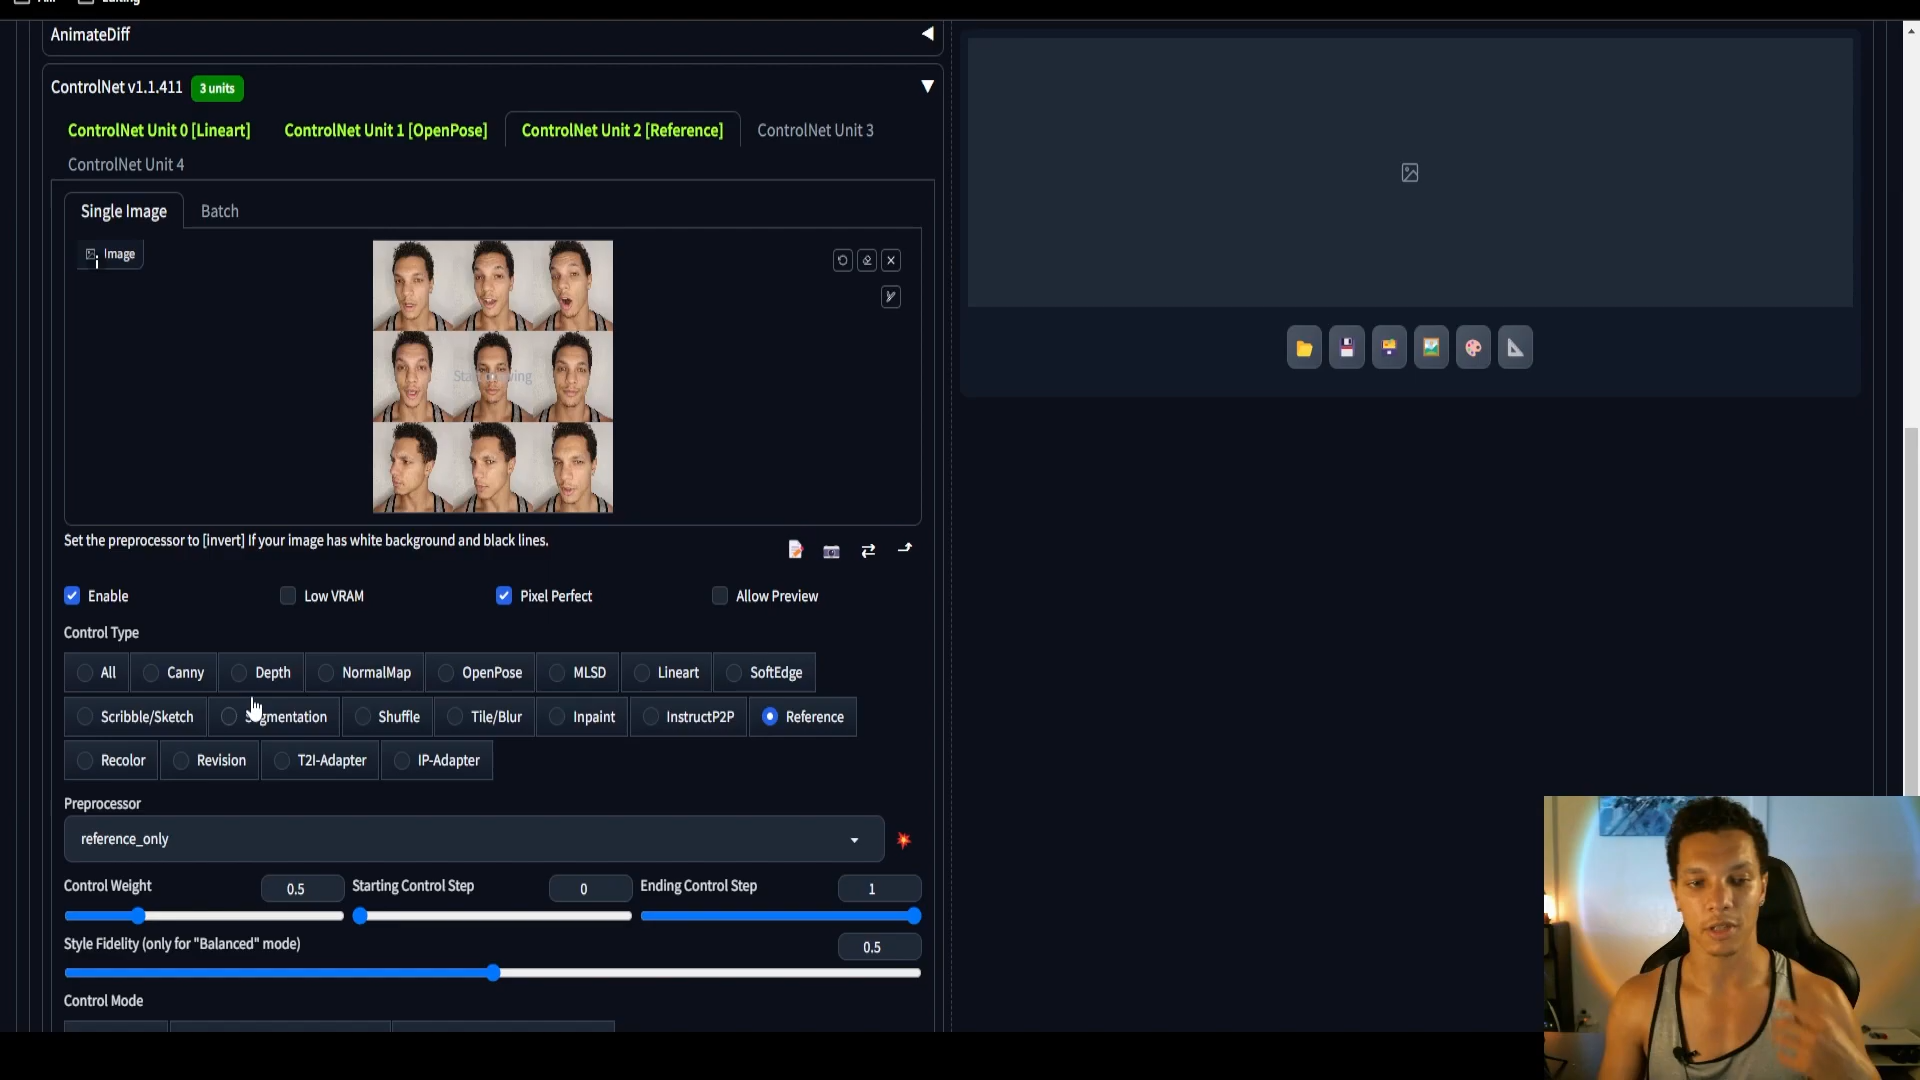 AnimateDiff
ControlNet v1.1.411 3 units
ControlNet Unit 0 [Lineart] ControlNet Unit 1 [OpenPose] ControlNet Unit 2 [Reference] ControlNet Unit 3
ControlNet Unit 4
Single Image Batch
Image
Set the preprocessor to [invert] If your image has white background and black lines.
Enable Low VRAM Pixel Perfect Allow Preview
Control Type
All Canny Depth NormalMap OpenPose MLSD Lineart SoftEdge
Scribble/Sketch Segmentation Shuffle Tile/Blur Inpaint InstructP2P Reference
Recolor Revision T2I-Adapter IP-Adapter
Preprocessor
reference_only
Control Weight 0.5 Starting Control Step 0 Ending Control Step 1
Style Fidelity (only for "Balanced" mode) 0.5
Control Mode